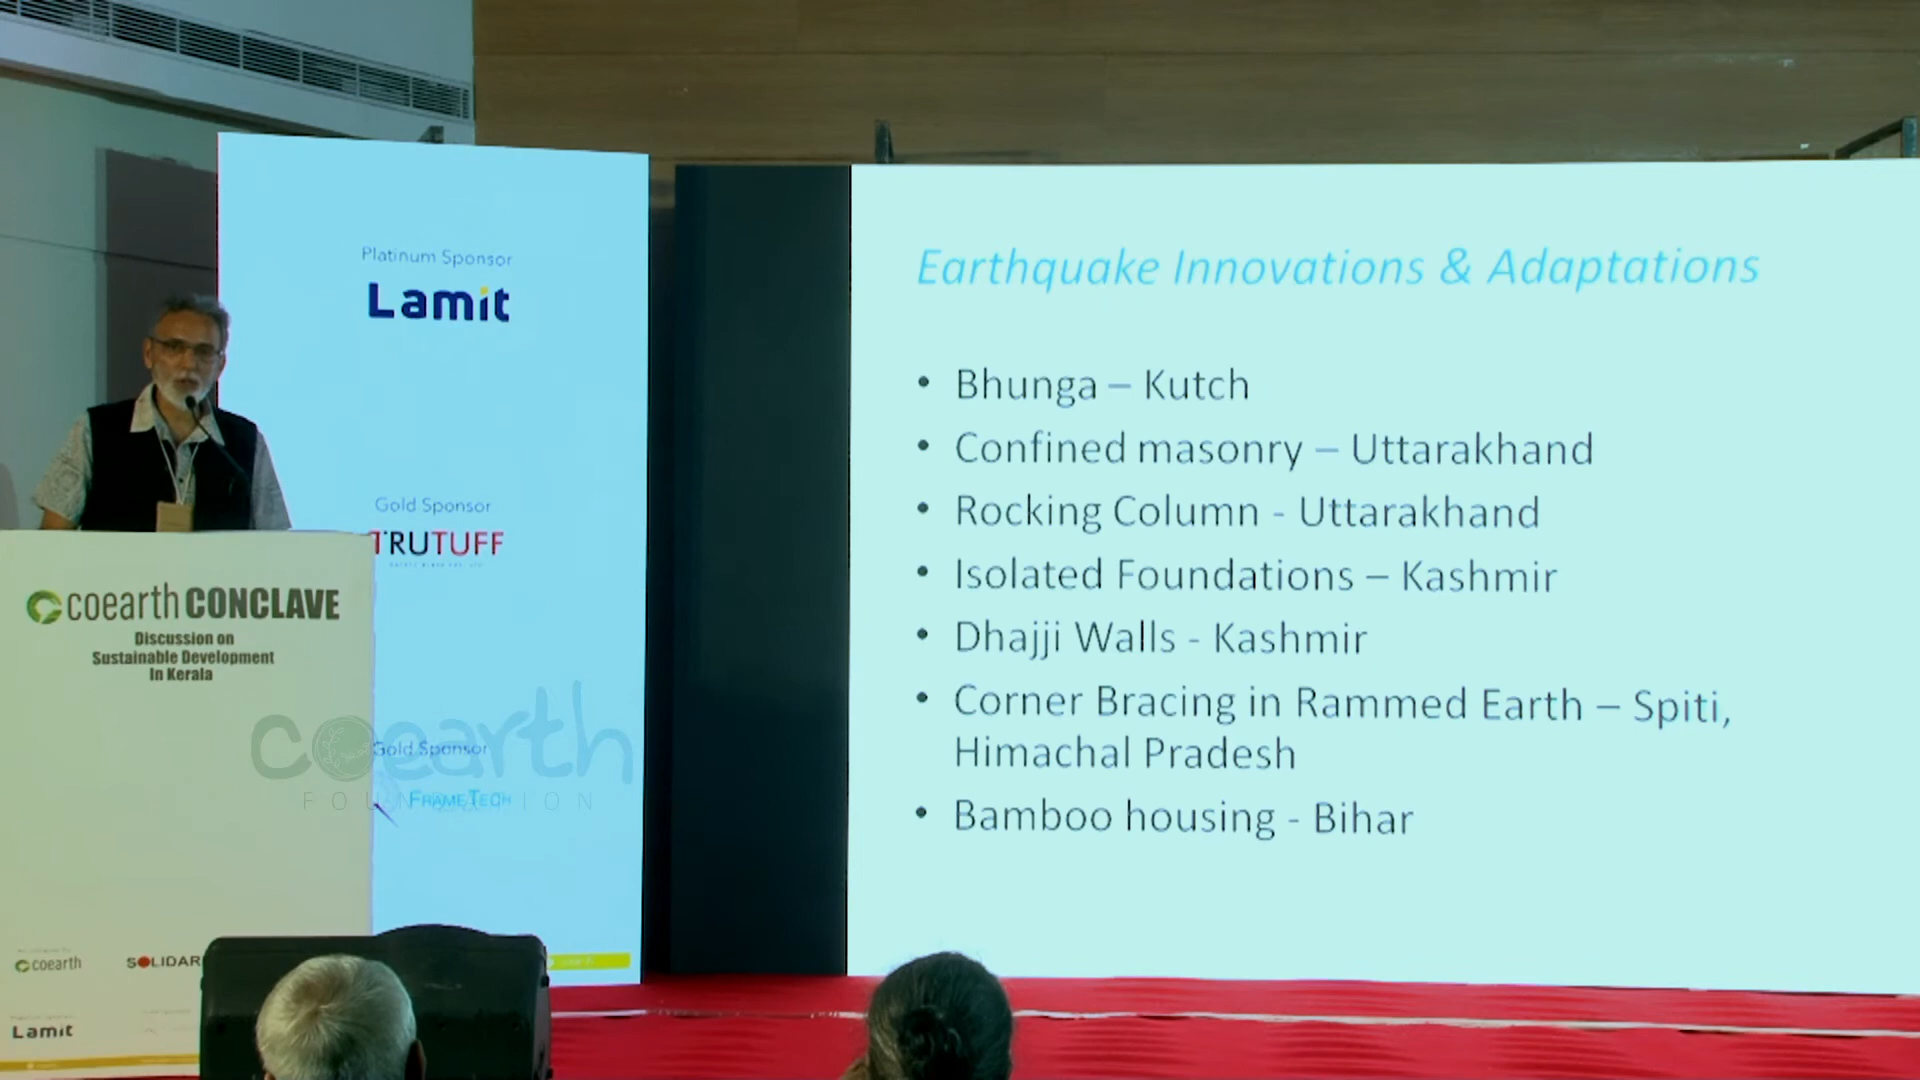 Platinum Sponsor
Lamit
Gold Sponsor
TRUTUFF
Gold Sponsor
FRAMETECH
coearth
FOUNDATION
coearth CONCLAVE
Discussion on
Sustainable Development
In Kerala
coearth
SOLIDAR
Lamit
Earthquake Innovations & Adaptations
• Bhunga – Kutch
• Confined masonry – Uttarakhand
• Rocking Column - Uttarakhand
• Isolated Foundations – Kashmir
• Dhajji Walls - Kashmir
• Corner Bracing in Rammed Earth – Spiti,
Himachal Pradesh
• Bamboo housing - Bihar